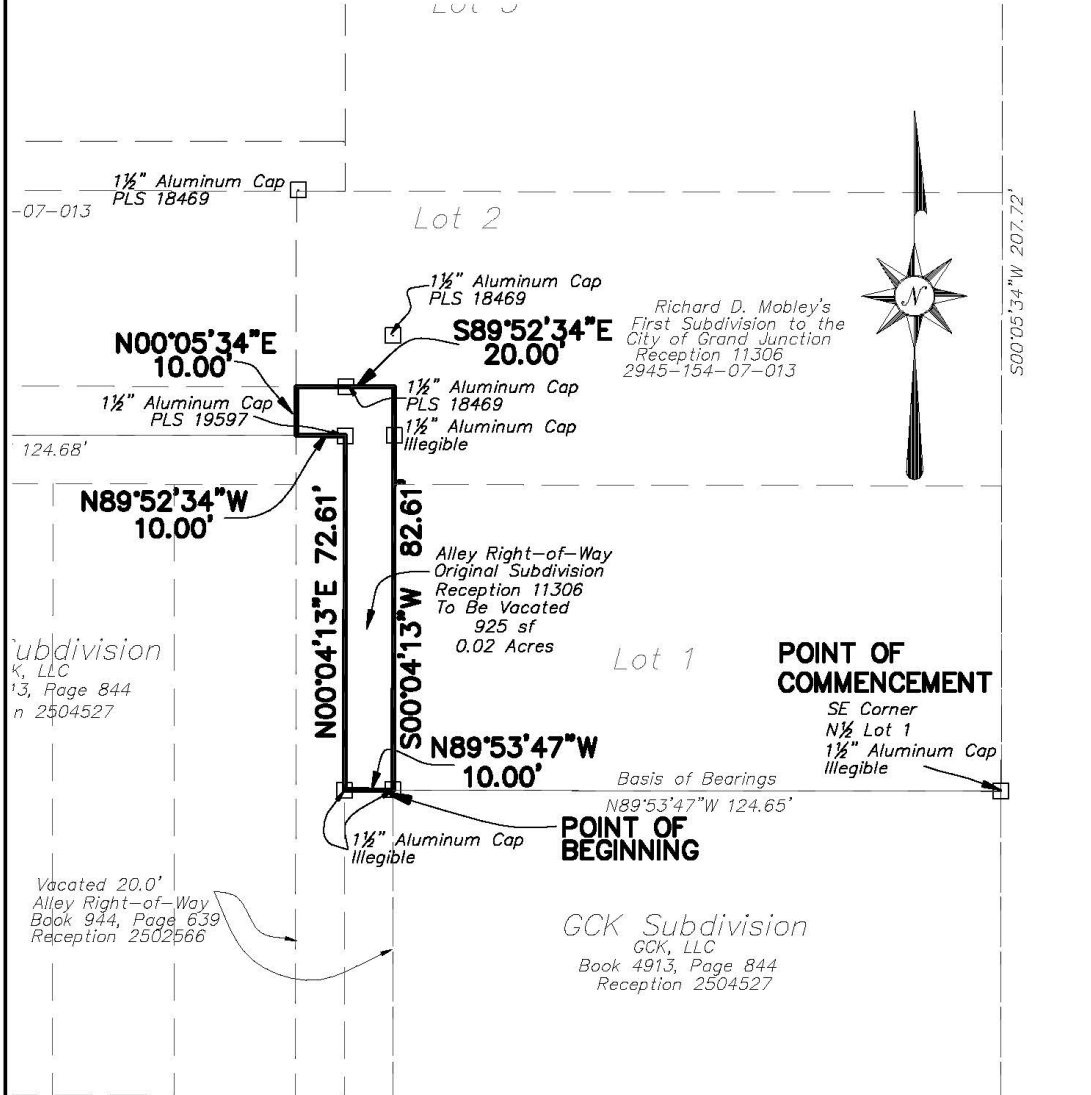 Lot 3
1½" Aluminum Cap
PLS 18469
-07-013
Lot 2
S00°05'34"W 207.72'
1½" Aluminum Cap
PLS 18469
Richard D. Mobley's
First Subdivision to the
City of Grand Junction
Reception 11306
2945-154-07-013
N
N00°05'34"E
10.00'
S89°52'34"E
20.00'
1½" Aluminum Cap
PLS 19597
1½" Aluminum Cap
PLS 18469
1½" Aluminum Cap
Illegible
124.68'
N89°52'34"W
10.00'
N00°04'13"E 72.61'
S00°04'13"W 82.61'
Alley Right-of-Way
Original Subdivision
Reception 11306
To Be Vacated
925 sf
0.02 Acres
ubdivision
K, LLC
13, Page 844
n 2504527
Lot 1
POINT OF
COMMENCEMENT
SE Corner
N½ Lot 1
1½" Aluminum Cap
Illegible
N89°53'47"W
10.00'
Basis of Bearings
N89°53'47"W 124.65'
1½" Aluminum Cap
Illegible
POINT OF
BEGINNING
Vacated 20.0'
Alley Right-of-Way
Book 944, Page 639
Reception 2502566
GCK Subdivision
GCK, LLC
Book 4913, Page 844
Reception 2504527